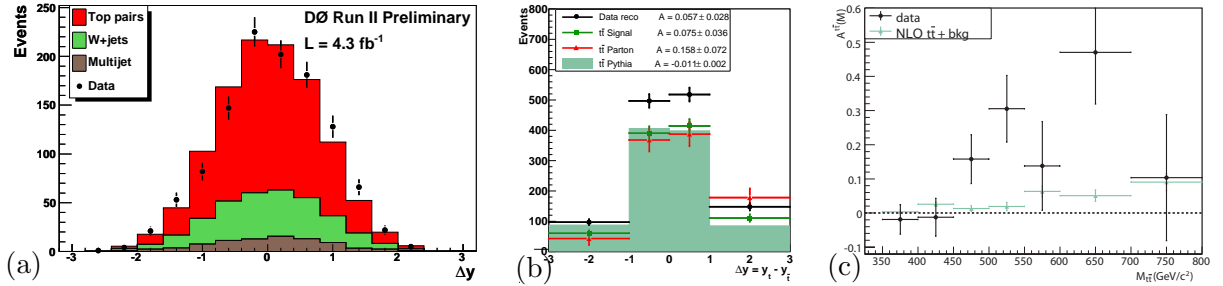 DØ Run II Preliminary
L = 4.3 fb⁻¹
Top pairs
W+jets
Multijet
Data
Events
250
200
150
100
50
0
-3 -2 -1 0 1 2 3
Δy
(a)
Events
800
700
600
500
400
300
200
100
0
Data reco A = 0.057± 0.028
tt̄ Signal A = 0.075± 0.036
tt̄ Parton A = 0.158± 0.072
tt̄ Pythia A = -0.011± 0.002
-3 -2 -1 0 1 2 3
Δy = y_t - y_t̄
(b)
A^tt̄(M)
data
NLO tt̄ + bkg
0.6
0.5
0.4
0.3
0.2
0.1
0
-0.1
350 400 450 500 550 600 650 700 750 800
M_tt̄(GeV/c²)
(c)